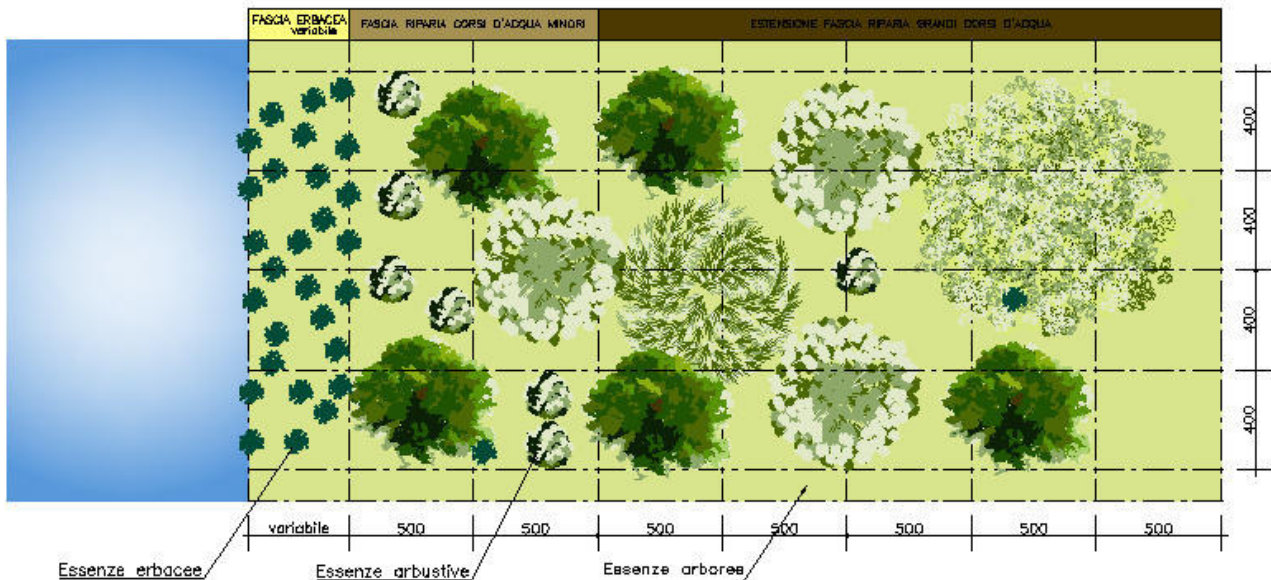 FASCIA ERBACEA
variabile
FASCIA RIPARIA CORSI D'ACQUA MINORI
ESTENSIONE FASCIA RIPARIA GRANDI CORSI D'ACQUA
400
400
400
400
variabile 500 500 500 500 500 500 500
Essenze erbacee
Essenze arbustive
Essenze arboree